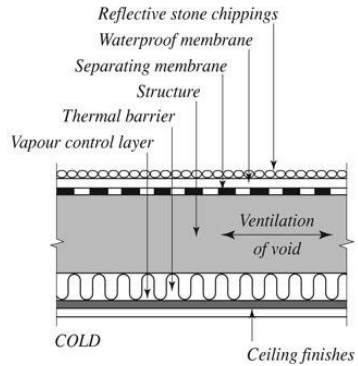 Reflective stone chippings
Waterproof membrane
Separating membrane
Structure
Thermal barrier
Vapour control layer
Ventilation
of void
COLD
Ceiling finishes